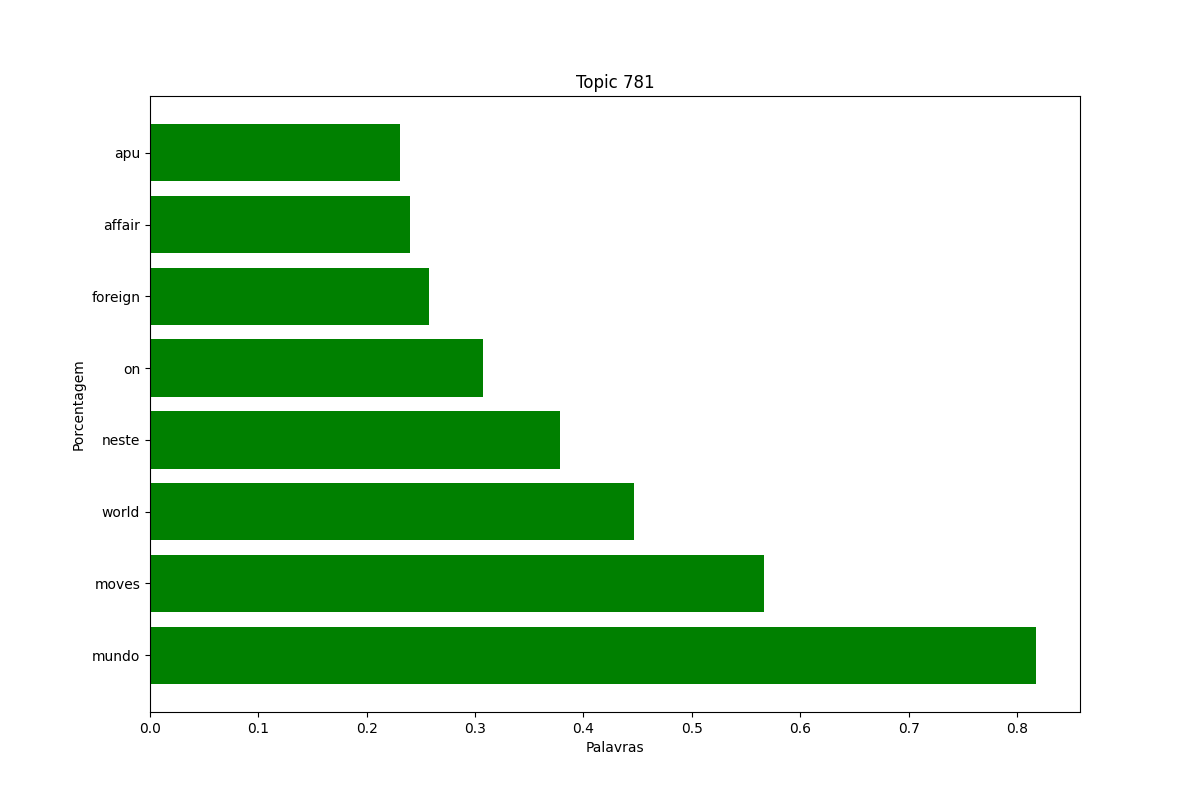 Topic 781
apu
affair
foreign
on
neste
world
moves
mundo
Porcentagem
0.0 0.1 0.2 0.3 0.4 0.5 0.6 0.7 0.8
Palavras